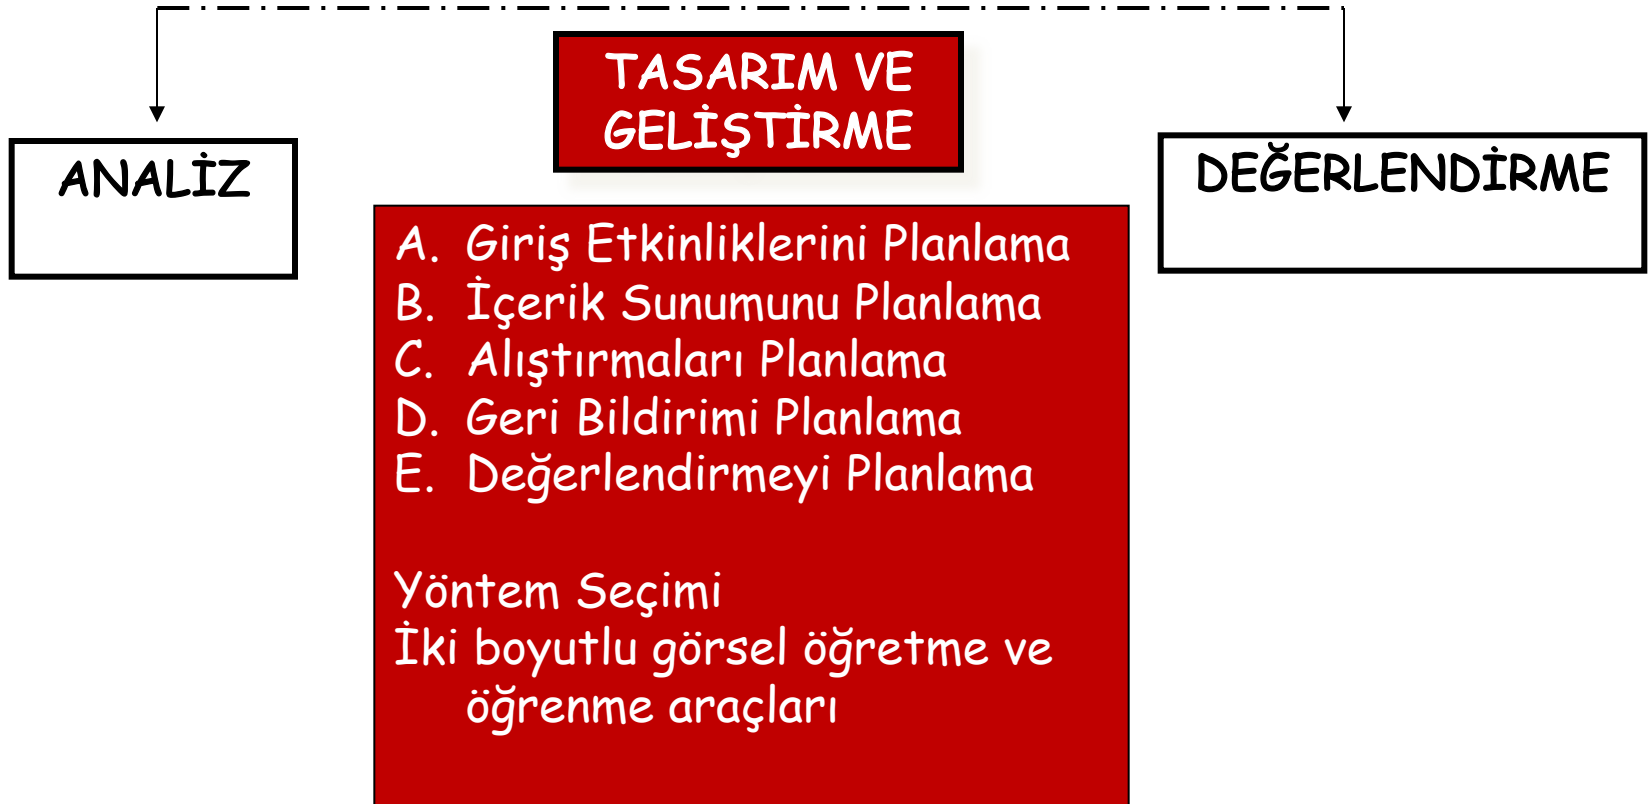 TASARIM VE
GELİŞTİRME
ANALİZ
DEĞERLENDİRME
A. Giriş Etkinliklerini Planlama
B. İçerik Sunumunu Planlama
C. Alıştırmaları Planlama
D. Geri Bildirimi Planlama
E. Değerlendirmeyi Planlama
Yöntem Seçimi
İki boyutlu görsel öğretme ve
öğrenme araçları